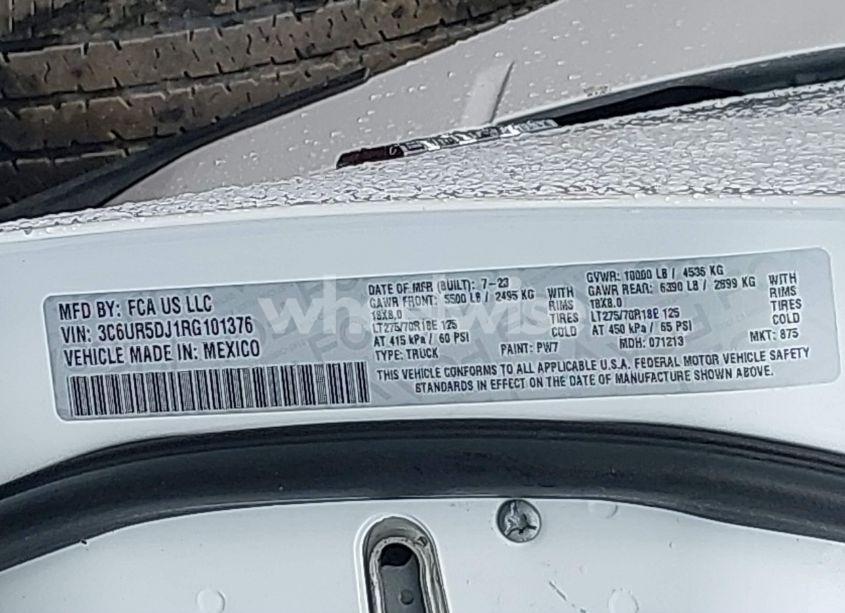 MFD BY: FCA US LLC
VIN: 3C6UR5DJ1RG101376
VEHICLE MADE IN: MEXICO
DATE OF MFR (BUILT): 7-23
GAWR FRONT: 5500 LB / 2495 KG WITH
18X8.0 RIMS
LT275/70R18E 125 TIRES
AT 415 kPa / 60 PSI
TYPE: TRUCK PAINT: PW7
GVWR: 10000 LB / 4536 KG
GAWR REAR: 6390 LB / 2899 KG WITH
18X8.0 RIMS
LT275/70R18E 125 TIRES
AT 450 kPa / 65 PSI
MDH: 071213 MKT: 875
THIS VEHICLE CONFORMS TO ALL APPLICABLE U.S.A. FEDERAL MOTOR VEHICLE SAFETY
STANDARDS IN EFFECT ON THE DATE OF MANUFACTURE SHOWN ABOVE.